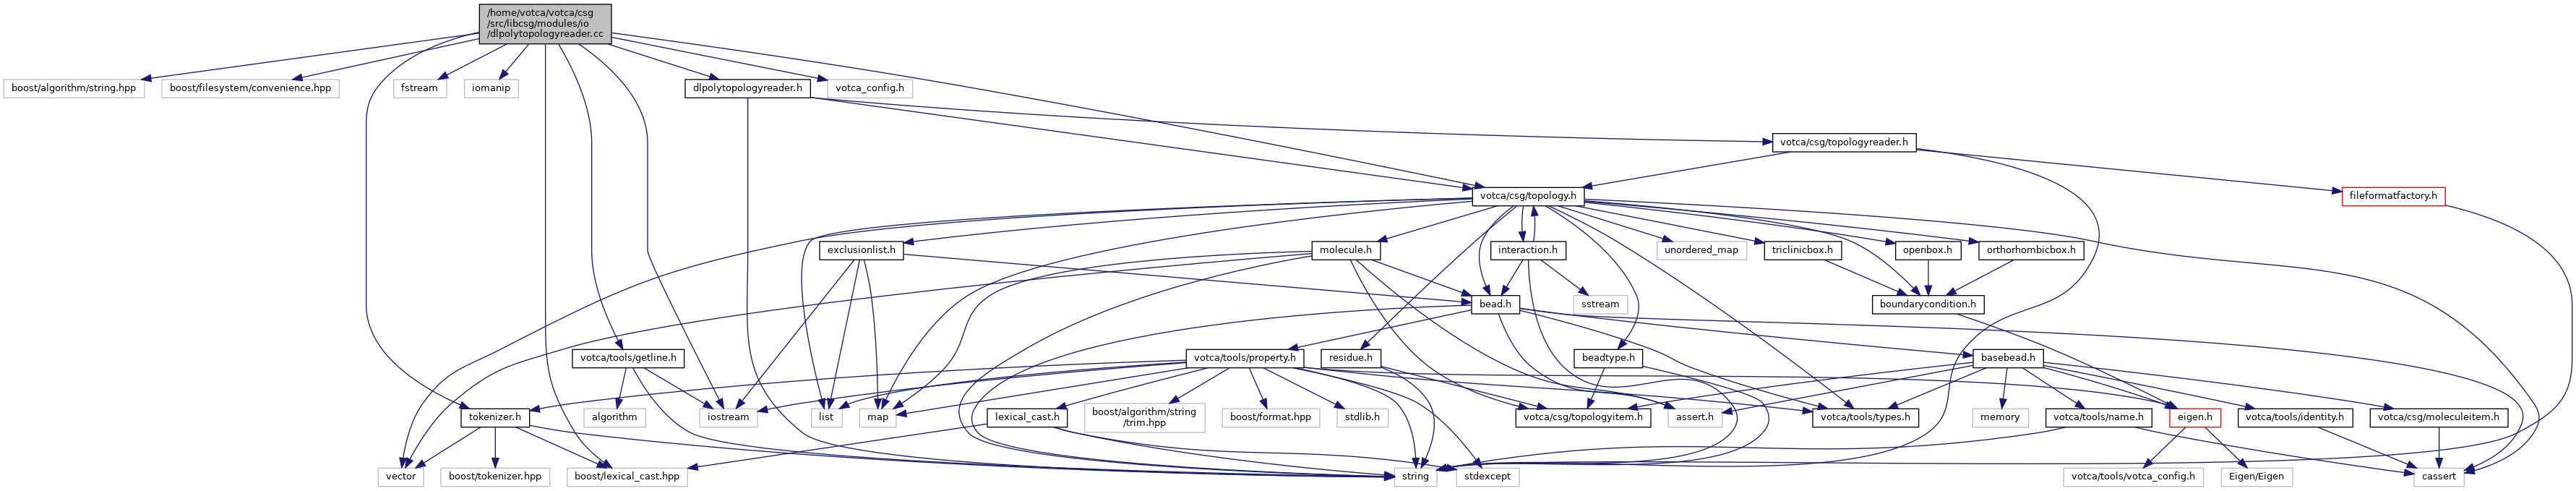 /home/votca/votca/csg
/src/libcsg/modules/io
/dlpolytopologyreader.cc
boost/algorithm/string.hpp
boost/filesystem/convenience.hpp
fstream
iomanip
dlpolytopologyreader.h
votca_config.h
votca/csg/topologyreader.h
votca/csg/topology.h
fileformatfactory.h
exclusionlist.h
molecule.h
interaction.h
unordered_map
triclinicbox.h
openbox.h
orthorhombicbox.h
bead.h
sstream
boundarycondition.h
votca/tools/getline.h
votca/tools/property.h
residue.h
beadtype.h
basebead.h
tokenizer.h
algorithm
iostream
list
map
lexical_cast.h
boost/algorithm/string
/trim.hpp
boost/format.hpp
stdlib.h
votca/csg/topologyitem.h
assert.h
votca/tools/types.h
memory
votca/tools/name.h
eigen.h
votca/tools/identity.h
votca/csg/moleculeitem.h
vector
boost/tokenizer.hpp
boost/lexical_cast.hpp
string
stdexcept
votca/tools/votca_config.h
Eigen/Eigen
cassert